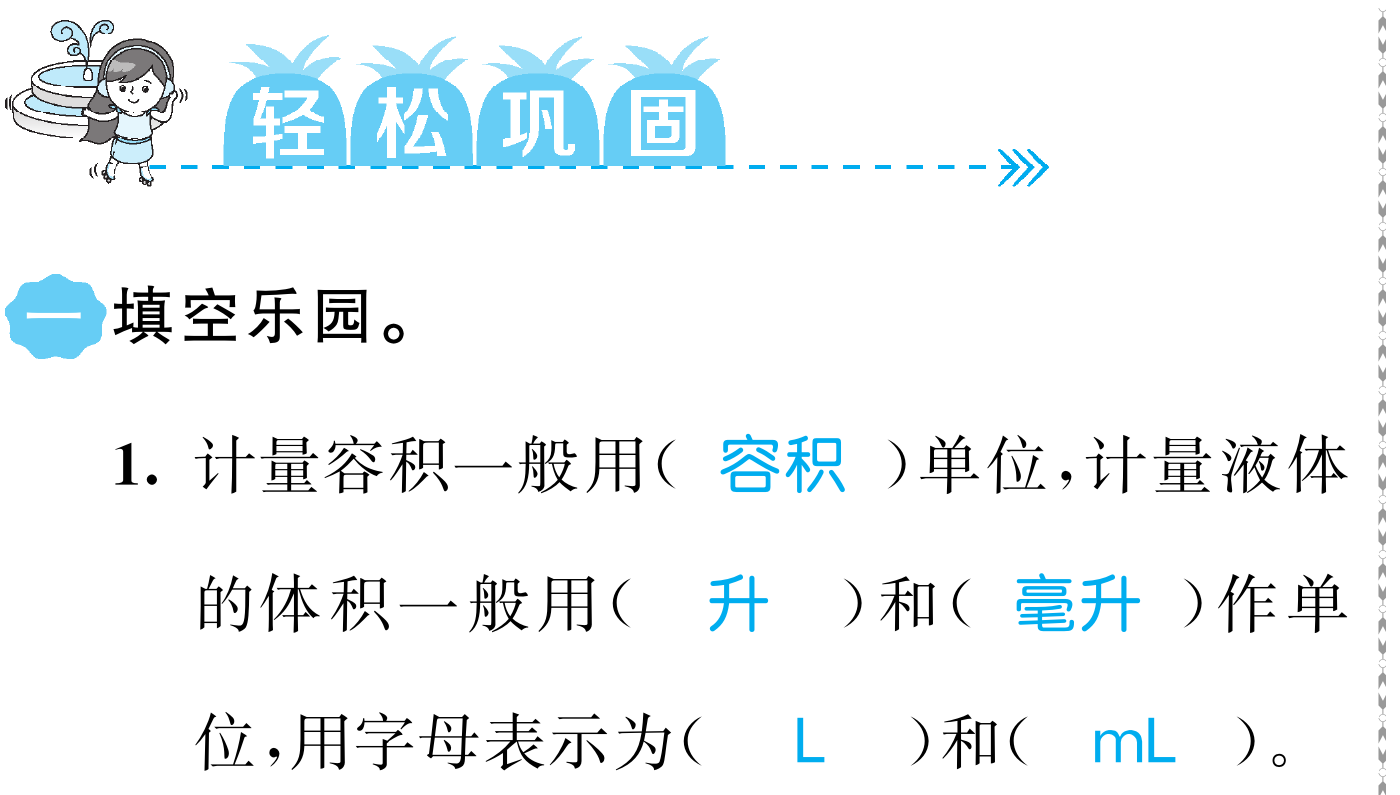 轻松巩固
一 填空乐园。
1. 计量容积一般用( 容积 )单位,计量液体
的体积一般用( 升 )和( 毫升 )作单
位,用字母表示为( L )和( mL )。